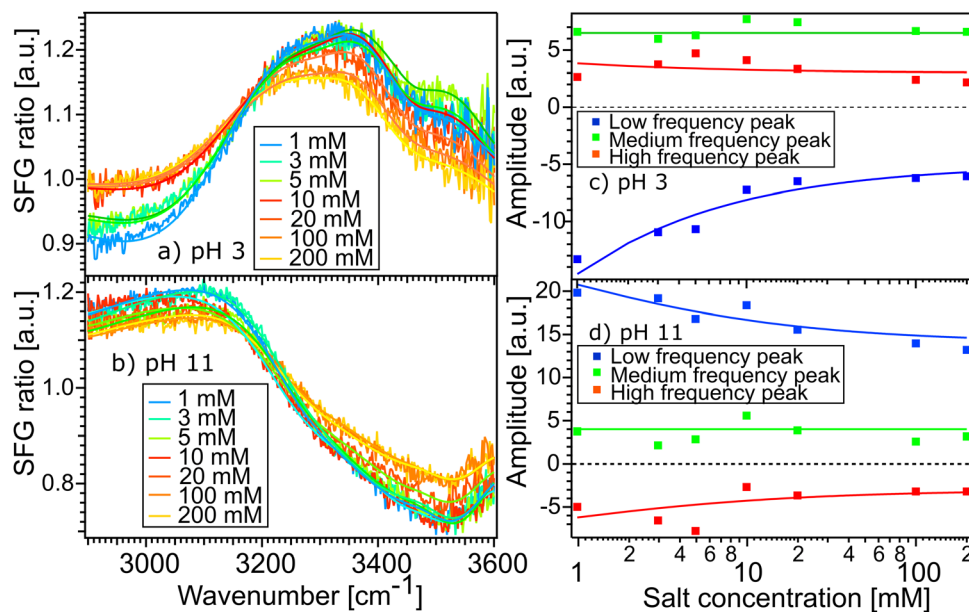 SFG ratio [a.u.]
1.2
1.1
1.0
0.9
a) pH 3
1 mM
3 mM
5 mM
10 mM
20 mM
100 mM
200 mM
SFG ratio [a.u.]
1.2
1.0
0.8
b) pH 11
1 mM
3 mM
5 mM
10 mM
20 mM
100 mM
200 mM
3000
3200
3400
3600
Wavenumber [cm-1]
Amplitude [a.u.]
5
0
-5
-10
Low frequency peak
Medium frequency peak
High frequency peak
c) pH 3
Amplitude [a.u.]
20
15
10
5
0
-5
d) pH 11
Low frequency peak
Medium frequency peak
High frequency peak
1 2 4 6 8 10 2 4 6 8 100 2
Salt concentration [mM]